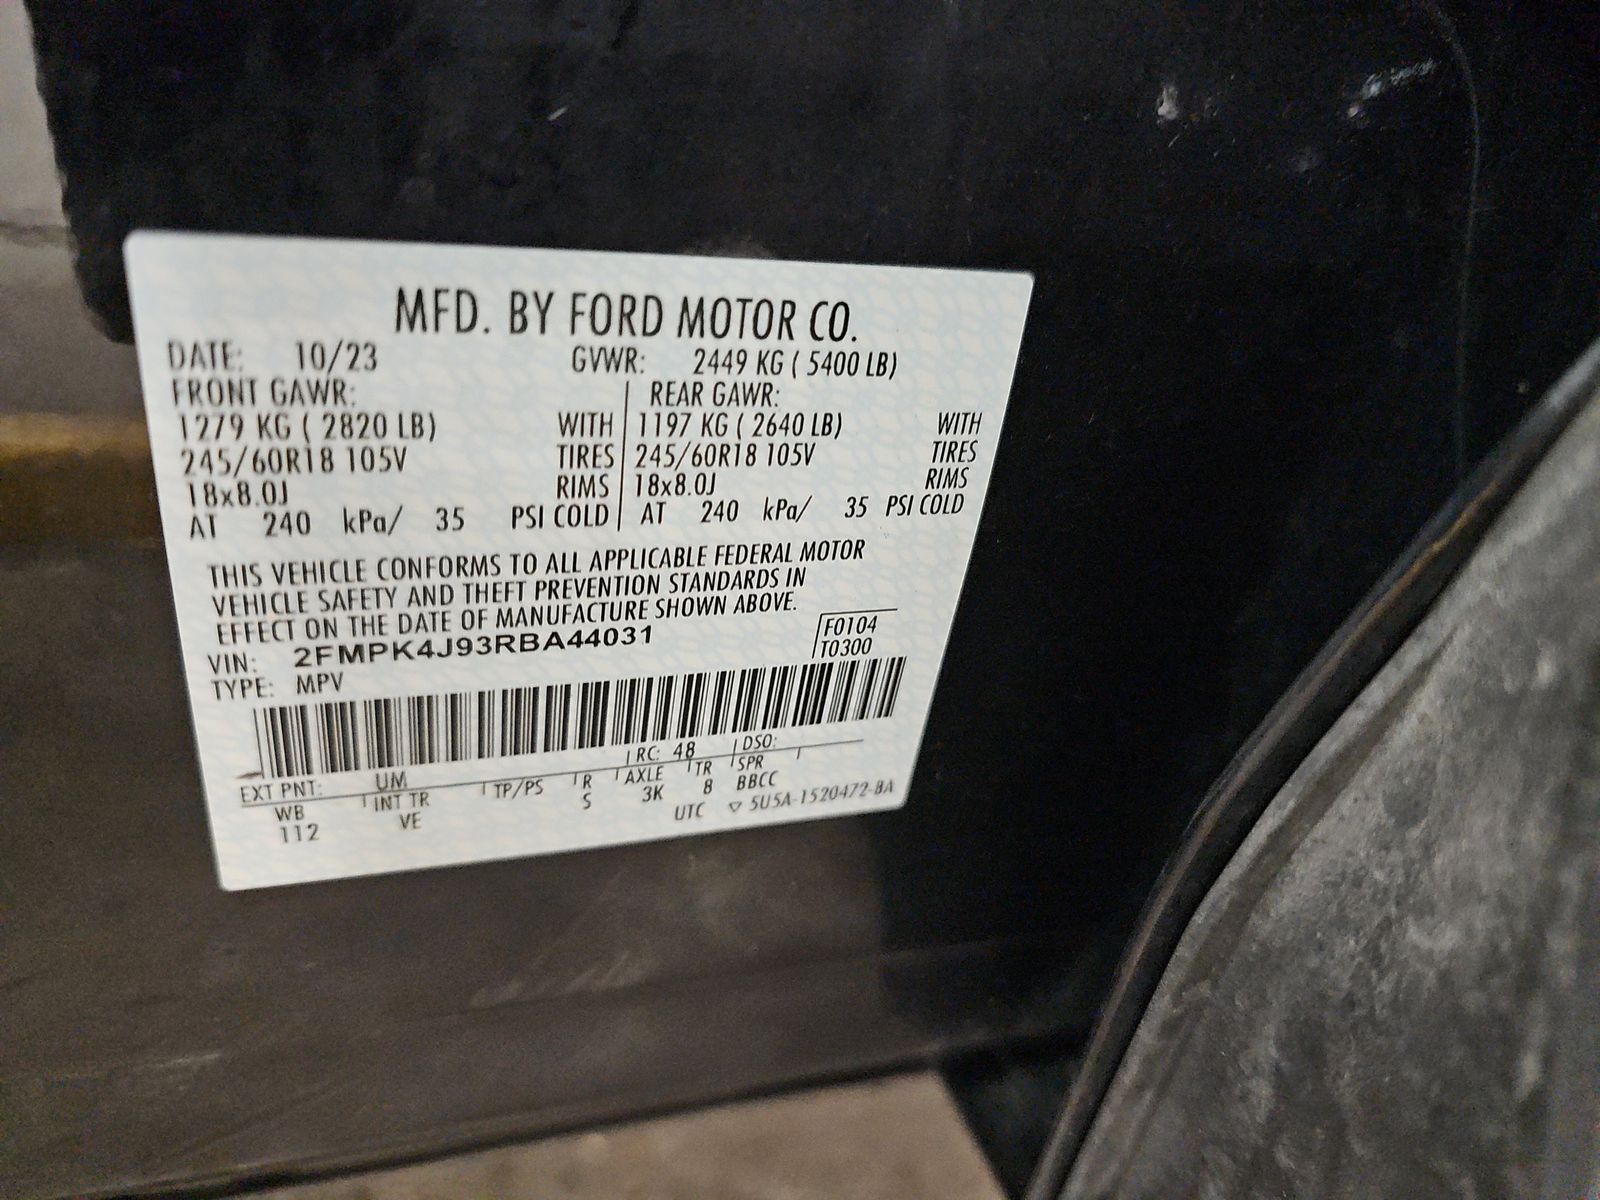 MFD. BY FORD MOTOR CO.
DATE: 10/23 GVWR: 2449 KG ( 5400 LB)
FRONT GAWR: REAR GAWR:
1279 KG ( 2820 LB) WITH 1197 KG ( 2640 LB) WITH
245/60R18 105V TIRES 245/60R18 105V TIRES
18x8.0J RIMS 18x8.0J RIMS
AT 240 kPa/ 35 PSI COLD AT 240 kPa/ 35 PSI COLD
THIS VEHICLE CONFORMS TO ALL APPLICABLE FEDERAL MOTOR
VEHICLE SAFETY AND THEFT PREVENTION STANDARDS IN
EFFECT ON THE DATE OF MANUFACTURE SHOWN ABOVE.
VIN: 2FMPK4J93RBA44031 F0104
TYPE: MPV T0300
EXT PNT: UM RC: 48 DSO:
WB INT TR TP/PS R AXLE TR SPR
112 VE S 3K 8 BBCC
UTC ▽ 5U5A-1520472-BA